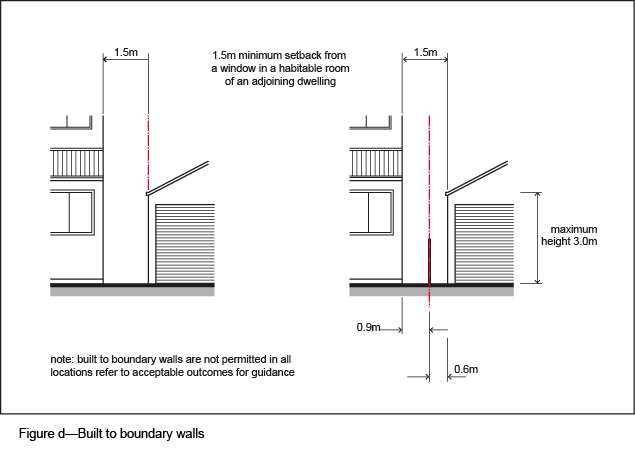 1.5m
1.5m minimum setback from
a window in a habitable room
of an adjoining dwelling
1.5m
maximum
height 3.0m
0.9m
0.6m
note: built to boundary walls are not permitted in all
locations refer to acceptable outcomes for guidance
Figure d—Built to boundary walls